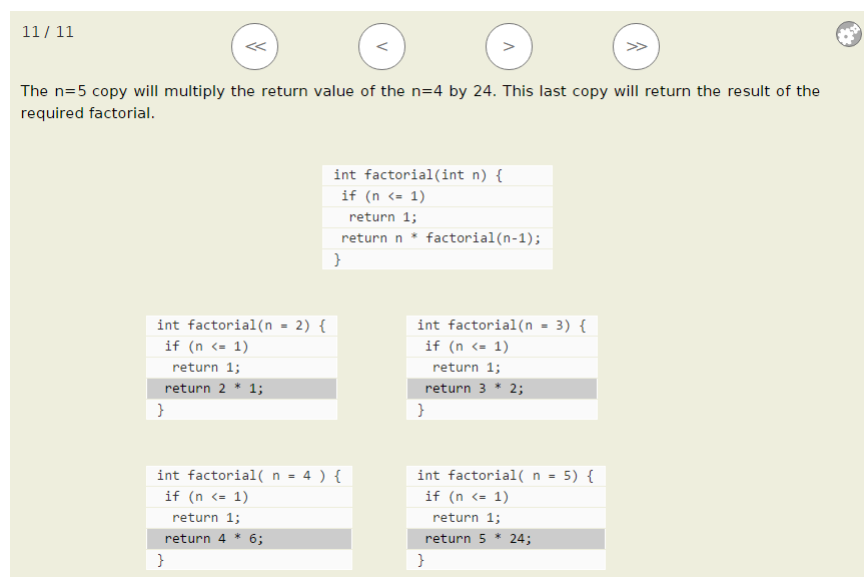 11 / 11
<<
<
>
>>
The n=5 copy will multiply the return value of the n=4 by 24. This last copy will return the result of the
required factorial.
int factorial(int n) {
if (n <= 1)
return 1;
return n * factorial(n-1);
}
int factorial(n = 2) {
if (n <= 1)
return 1;
return 2 * 1;
}
int factorial(n = 3) {
if (n <= 1)
return 1;
return 3 * 2;
}
int factorial( n = 4 ) {
if (n <= 1)
return 1;
return 4 * 6;
}
int factorial( n = 5) {
if (n <= 1)
return 1;
return 5 * 24;
}